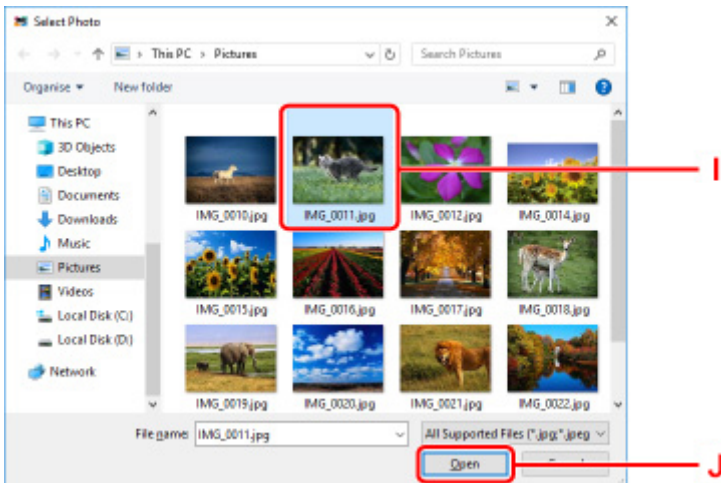 Select Photo
This PC > Pictures
Search Pictures
Organise
New folder
This PC
3D Objects
Desktop
Documents
Downloads
Music
Pictures
Videos
Local Disk (C:)
Local Disk (D:)
Network
IMG_0010.jpg
IMG_0011.jpg
IMG_0012.jpg
IMG_0014.jpg
IMG_0015.jpg
IMG_0016.jpg
IMG_0017.jpg
IMG_0018.jpg
IMG_0019.jpg
IMG_0020.jpg
IMG_0021.jpg
IMG_0022.jpg
I
File name: IMG_0011.jpg
All Supported Files (*.jpg;*.jpeg
Open
J